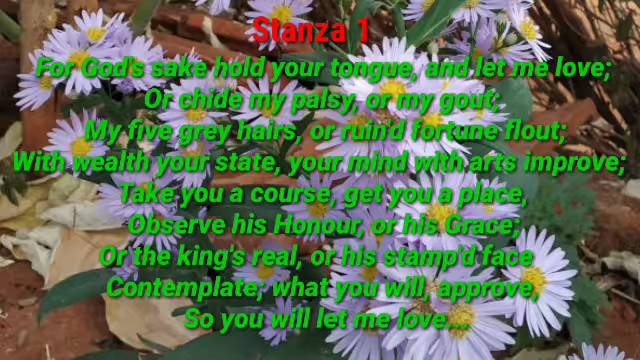 Stanza 1
For God's sake hold your tongue, and let me love;
Or chide my palsy, or my gout;
My five grey hairs, or ruin'd fortune flout;
With wealth your state, your mind with arts improve;
Take you a course, get you a place,
Observe his Honour, or his Grace;
Or the king's real, or his stamp'd face
Contemplate; what you will, approve,
So you will let me love...